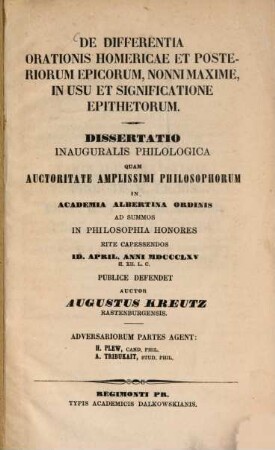 DE DIFFERENTIA
ORATIONIS HOMERICAE ET POSTE-
RIORUM EPICORUM, NONNI MAXIME,
IN USU ET SIGNIFICATIONE
EPITHETORUM.
DISSERTATIO
INAUGURALIS PHILOLOGICA
QUAM
AUCTORITATE AMPLISSIMI PHILOSOPHORUM
IN
ACADEMIA ALBERTINA ORDINIS
AD SUMMOS
IN PHILOSOPHIA HONORES
RITE CAPESSENDOS
ID. APRIL. ANNI MDCCCLXV
H. XII. L. C.
PUBLICE DEFENDET
AUCTOR
AUGUSTUS KREUTZ
RASTENBURGENSIS.
ADVERSARIORUM PARTES AGENT:
H. PLEW, CAND. PHIL.
A. TRIBUKAIT, STUD. PHIL.
REGIMONTI PR.
TYPIS ACADEMICIS DALKOWSKIANIS.